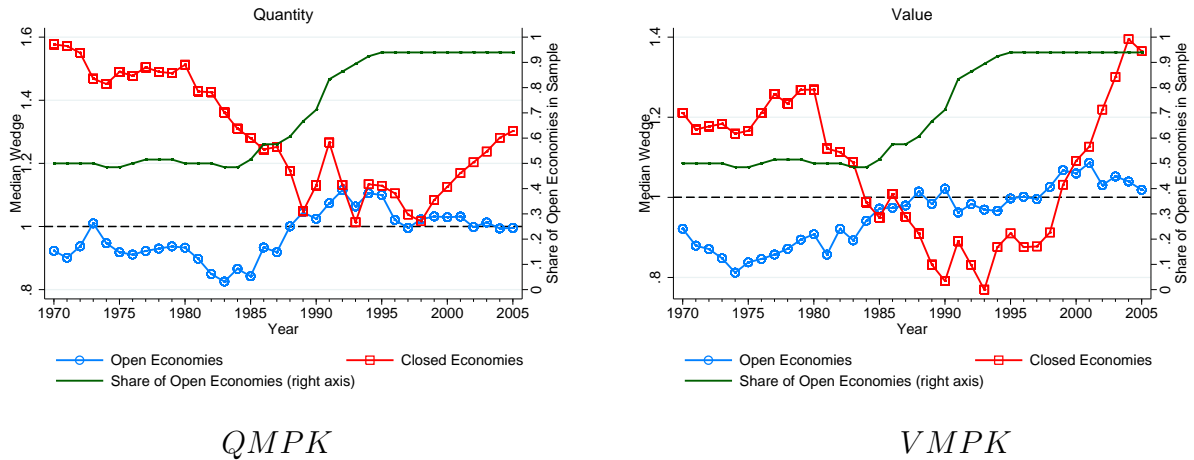 Quantity
Median Wedge
.8 1 1.2 1.4 1.6
0 .1 .2 .3 .4 .5 .6 .7 .8 .9 1
Share of Open Economies in Sample
1970 1975 1980 1985 1990 1995 2000 2005
Year
Open Economies Closed Economies
Share of Open Economies (right axis)
QMPK
Value
Median Wedge
.8 1 1.2 1.4
0 .1 .2 .3 .4 .5 .6 .7 .8 .9 1
Share of Open Economies in Sample
1970 1975 1980 1985 1990 1995 2000 2005
Year
Open Economies Closed Economies
Share of Open Economies (right axis)
VMPK